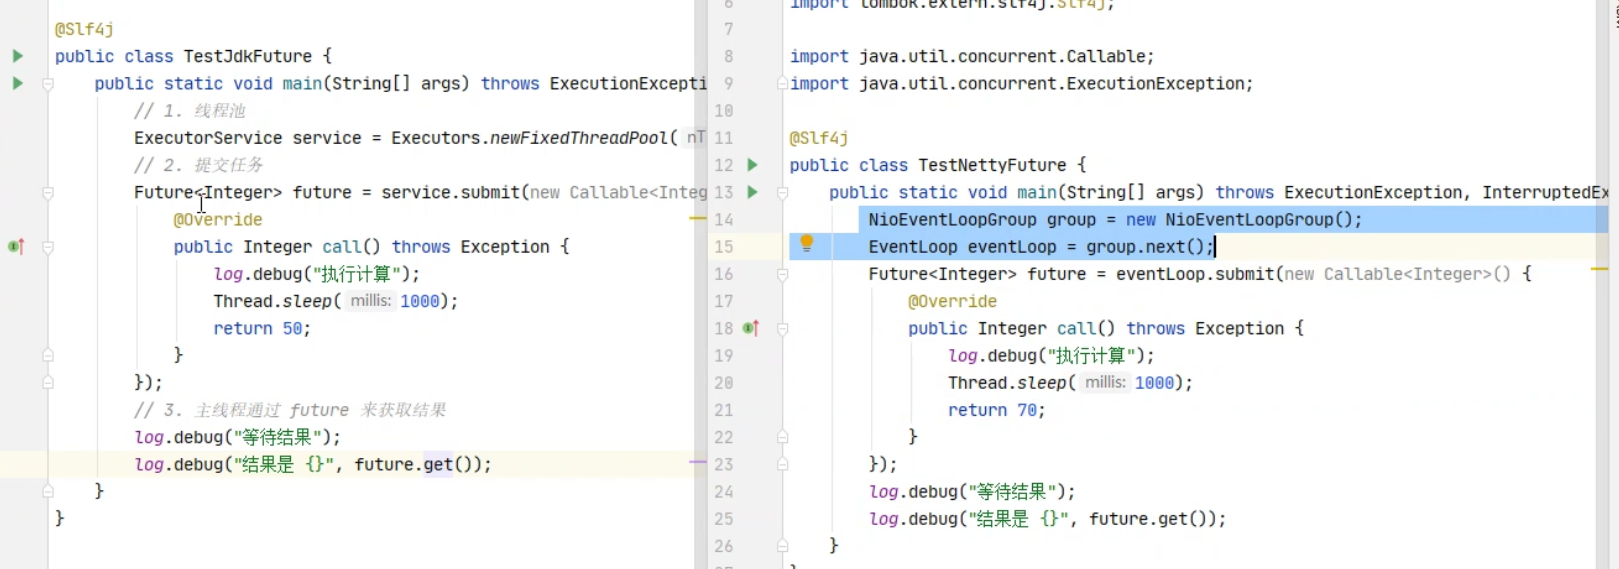 @Slf4j
public class TestJdkFuture {
public static void main(String[] args) throws ExecutionExcepti
// 1. 线程池
ExecutorService service = Executors.newFixedThreadPool( nT
// 2. 提交任务
Future<Integer> future = service.submit(new Callable<Integ
@Override
public Integer call() throws Exception {
log.debug("执行计算");
Thread.sleep( millis: 1000);
return 50;
}
});
// 3. 主线程通过 future 来获取结果
log.debug("等待结果");
log.debug("结果是 {}", future.get());
}
}
6 import lombok.extern.slf4j.Slf4j;
7
8 import java.util.concurrent.Callable;
9 import java.util.concurrent.ExecutionException;
10
11 @Slf4j
12 public class TestNettyFuture {
13 public static void main(String[] args) throws ExecutionException, InterruptedEx
14 NioEventLoopGroup group = new NioEventLoopGroup();
15 EventLoop eventLoop = group.next();
16 Future<Integer> future = eventLoop.submit(new Callable<Integer>() {
17 @Override
18 public Integer call() throws Exception {
19 log.debug("执行计算");
20 Thread.sleep( millis: 1000);
21 return 70;
22 }
23 });
24 log.debug("等待结果");
25 log.debug("结果是 {}", future.get());
26 }